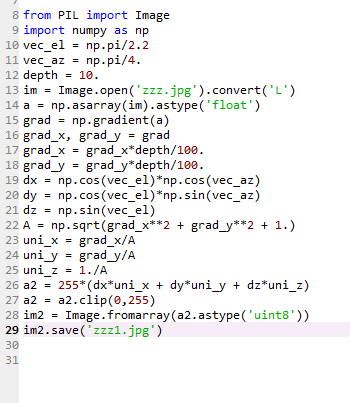 8 from PIL import Image
9 import numpy as np
10 vec_el = np.pi/2.2
11 vec_az = np.pi/4.
12 depth = 10.
13 im = Image.open('zzz.jpg').convert('L')
14 a = np.asarray(im).astype('float')
15 grad = np.gradient(a)
16 grad_x, grad_y = grad
17 grad_x = grad_x*depth/100.
18 grad_y = grad_y*depth/100.
19 dx = np.cos(vec_el)*np.cos(vec_az)
20 dy = np.cos(vec_el)*np.sin(vec_az)
21 dz = np.sin(vec_el)
22 A = np.sqrt(grad_x**2 + grad_y**2 + 1.)
23 uni_x = grad_x/A
24 uni_y = grad_y/A
25 uni_z = 1./A
26 a2 = 255*(dx*uni_x + dy*uni_y + dz*uni_z)
27 a2 = a2.clip(0,255)
28 im2 = Image.fromarray(a2.astype('uint8'))
29 im2.save('zzz1.jpg')
30
31